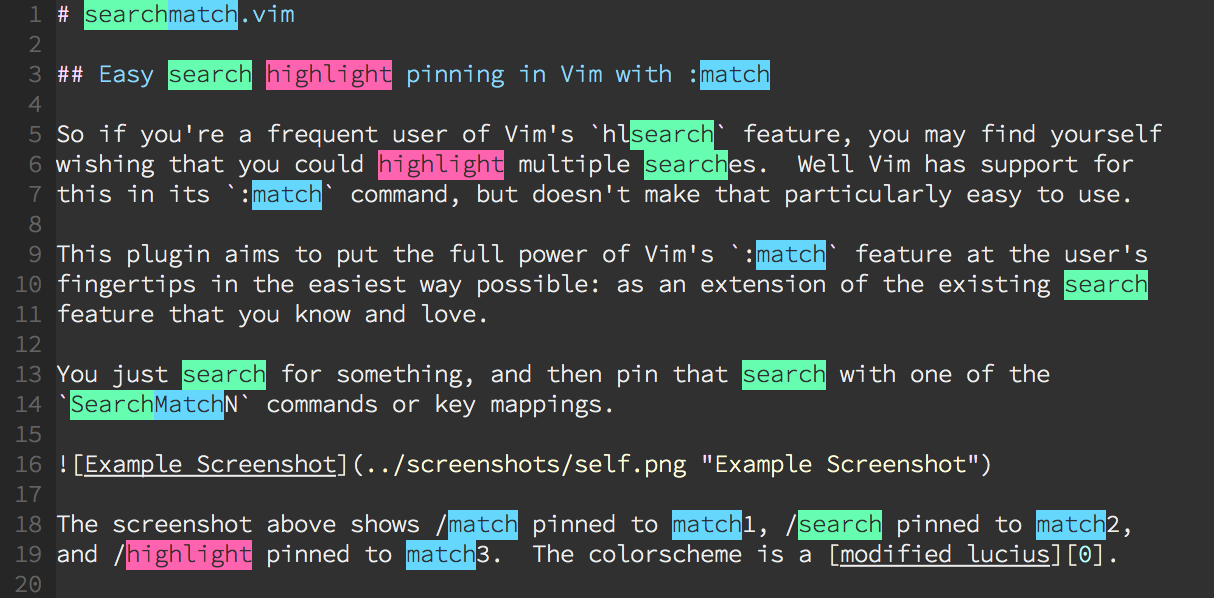 1 # searchmatch.vim
2
3 ## Easy search highlight pinning in Vim with :match
4
5 So if you're a frequent user of Vim's `hlsearch` feature, you may find yourself
6 wishing that you could highlight multiple searches.  Well Vim has support for
7 this in its `:match` command, but doesn't make that particularly easy to use.
8
9 This plugin aims to put the full power of Vim's `:match` feature at the user's
10 fingertips in the easiest way possible: as an extension of the existing search
11 feature that you know and love.
12
13 You just search for something, and then pin that search with one of the
14 `SearchMatchN` commands or key mappings.
15
16 ![Example Screenshot](../screenshots/self.png "Example Screenshot")
17
18 The screenshot above shows /match pinned to match1, /search pinned to match2,
19 and /highlight pinned to match3.  The colorscheme is a [modified lucius][0].
20